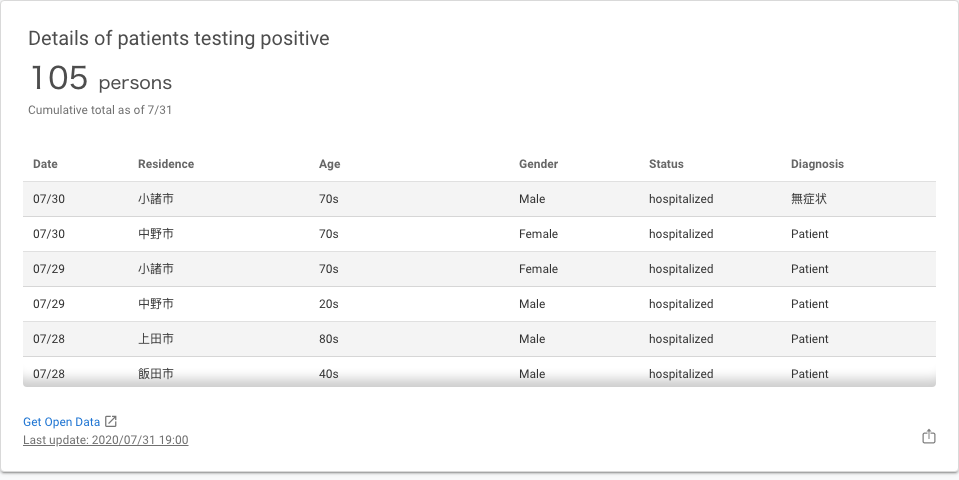 Details of patients testing positive
105 persons
Cumulative total as of 7/31
Date Residence Age Gender Status Diagnosis
07/30 小諸市 70s Male hospitalized 無症状
07/30 中野市 70s Female hospitalized Patient
07/29 小諸市 70s Female hospitalized Patient
07/29 中野市 20s Male hospitalized Patient
07/28 上田市 80s Male hospitalized Patient
07/28 飯田市 40s Male hospitalized Patient
Get Open Data
Last update: 2020/07/31 19:00